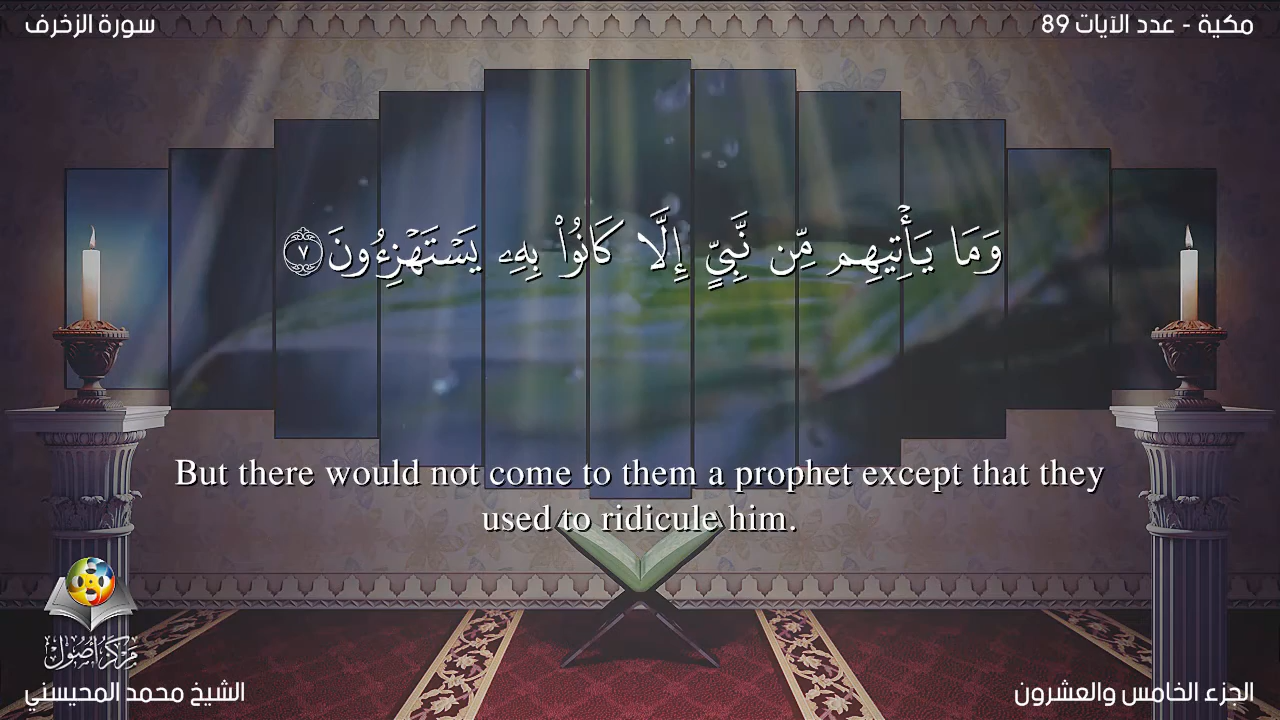 سورة الزخرف
مكية - عدد الآيات 89
وَمَا يَأْتِيهِم مِّن نَّبِيٍّ إِلَّا كَانُوا۟ بِهِۦ يَسْتَهْزِءُونَ ٧
But there would not come to them a prophet except that they
used to ridicule him.
مركز أصول
الشيخ محمد المحيسني
الجزء الخامس والعشرون